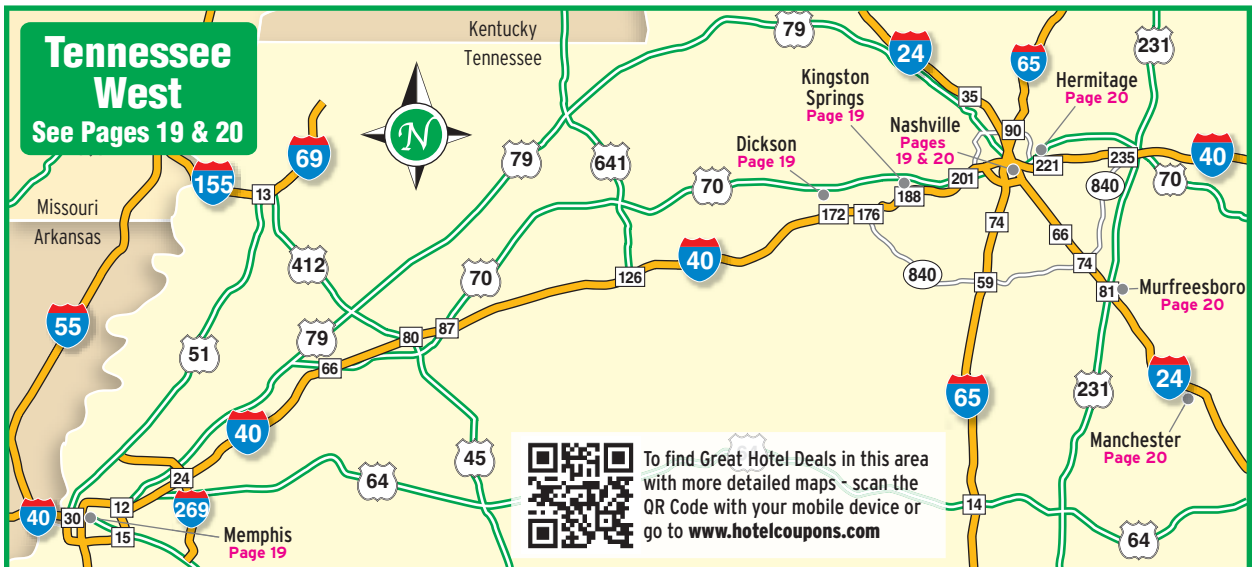 Tennessee
West
See Pages 19 & 20
Kentucky
Tennessee
Missouri
Arkansas
N
79
24
65
231
35
90
Kingston
Springs
Page 19
Hermitage
Page 20
Nashville
Pages
19 & 20
Dickson
Page 19
69
155
13
79
641
70
201
221
235
40
70
840
188
172
176
74
66
412
70
40
126
840
59
74
81
Murfreesboro
Page 20
55
51
79
80
87
66
65
231
24
Manchester
Page 20
40
45
64
24
269
12
30
40
15
Memphis
Page 19
64
14
64
To find Great Hotel Deals in this area
with more detailed maps - scan the
QR Code with your mobile device or
go to www.hotelcoupons.com